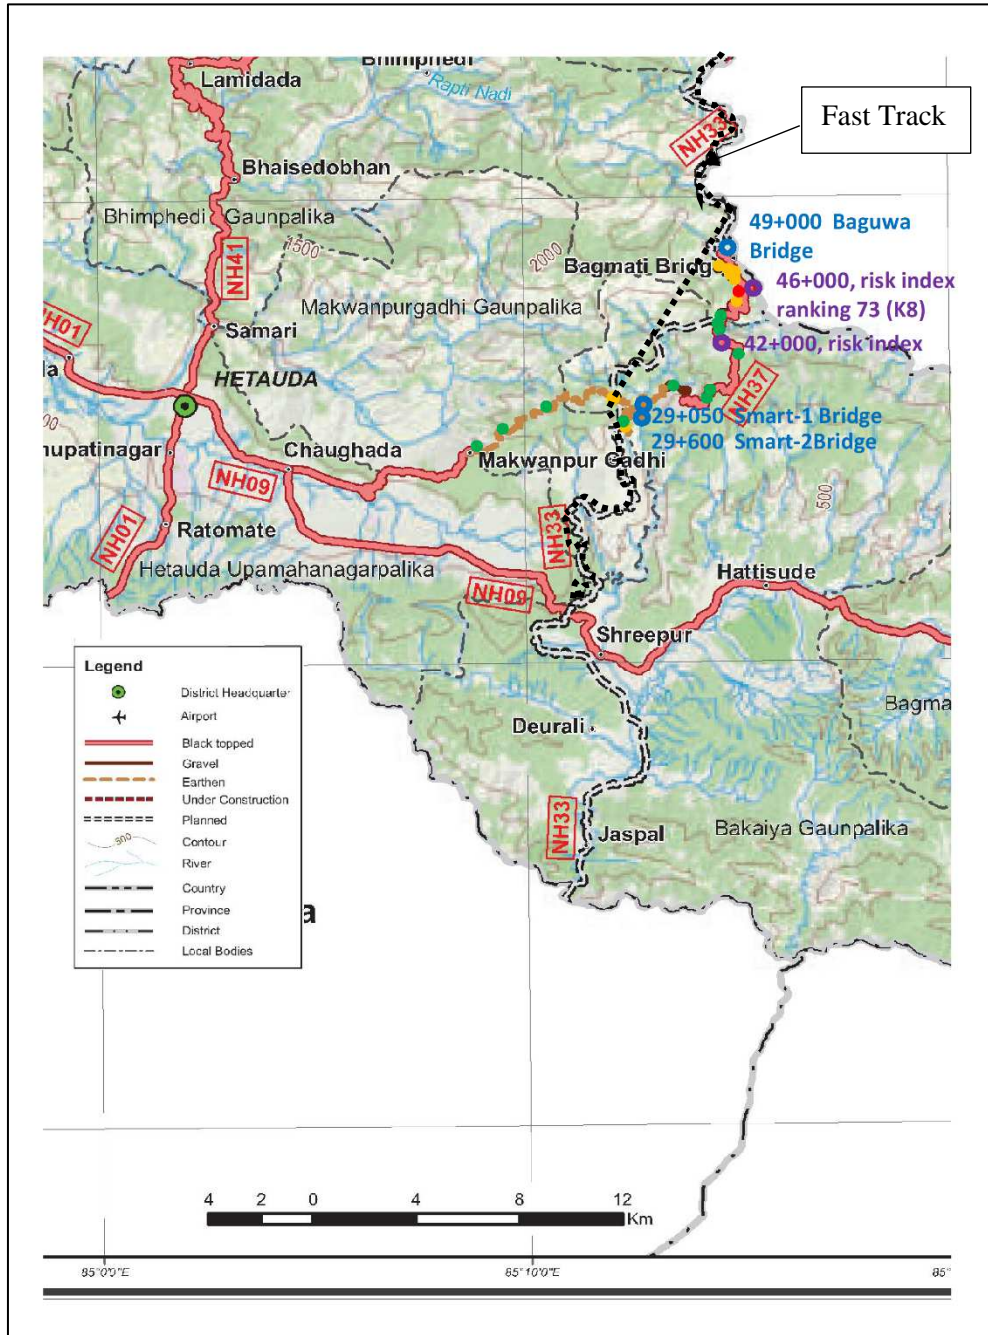 Bhimphedi
Lamidada
Rapti Nadi
Fast Track
NH33
Bhaisedobhan
Bhimphedi Gaunpalika
1500
2000
49+000 Baguwa
Bridge
NH41
Bagmati Bridg
46+000, risk index
ranking 73 (K8)
Makwanpurgadhi Gaunpalika
NH01
Samari
42+000, risk index
la
HETAUDA
NH37
29+050 Smart-1 Bridge
29+600 Smart-2Bridge
00
nupatinagar
Chaughada
Makwanpur Gadhi
NH09
500
NH01
Ratomate
NH33
Hetauda Upamahanagarpalika
NH09
Hattisude
Shreepur
Legend
District Headquarter
Airport
Black topped
Gravel
Earthen
Under Construction
Planned
500
Contour
River
Country
Province
District
Local Bodies
a
Bagma
Deurali
NH33
Jaspal
Bakaiya Gaunpalika
4 2 0 4 8 12
Km
85°0'0"E
85°10'0"E
85°